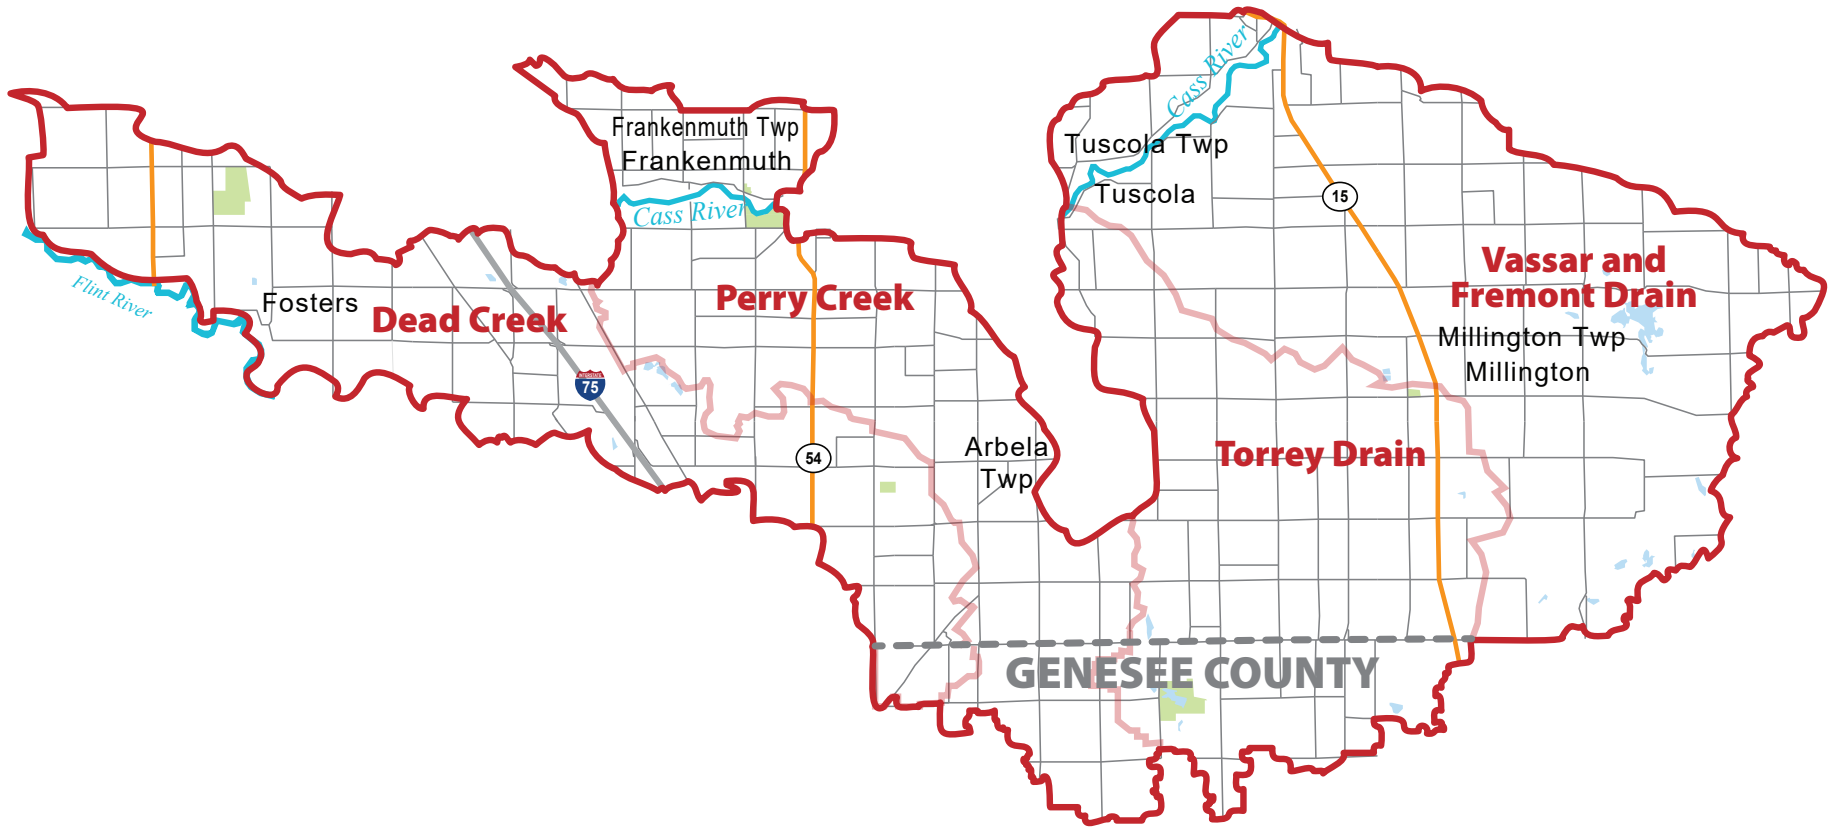 Cass River
Frankenmuth Twp
Frankenmuth
Cass River
Tuscola Twp
Tuscola
15
Vassar and
Fremont Drain
Flint River
Fosters
Dead Creek
Perry Creek
Millington Twp
Millington
INTERSTATE
75
54
Arbela
Twp
Torrey Drain
GENESEE COUNTY